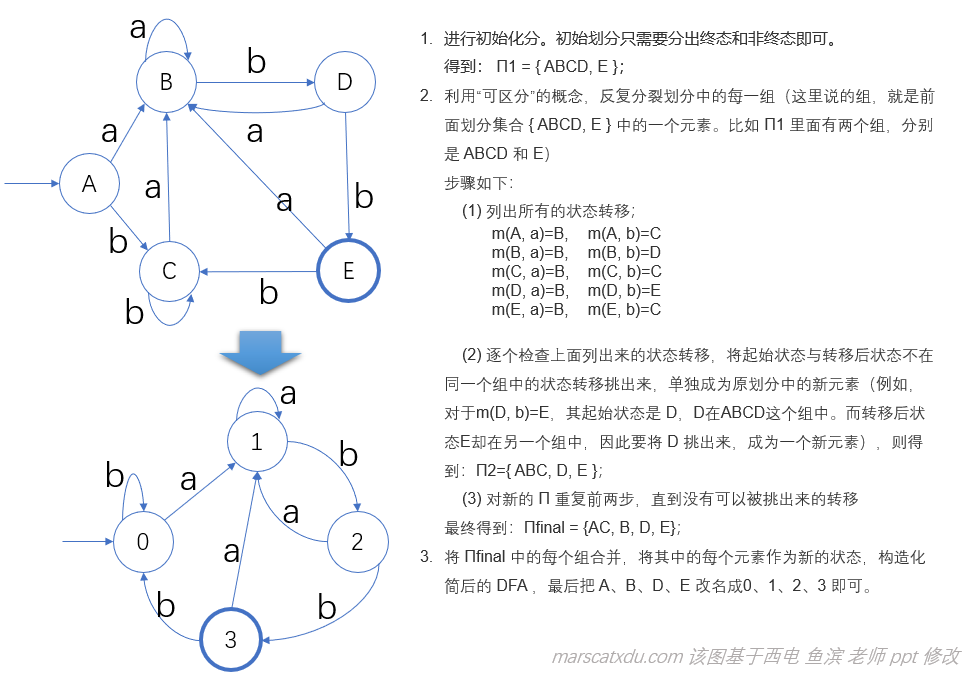 a
B
b
D
a
a
A
a
a
b
b
C
E
b
b
a
1
b
b
a
a
0
2
a
b
b
3
1. 进行初始化分。初始划分只需要分出终态和非终态即可。
得到： Π1 = { ABCD, E }；
2. 利用“可区分”的概念，反复分裂划分中的每一组（这里说的组，就是前
面划分集合 { ABCD, E } 中的一个元素。比如 Π1 里面有两个组，分别
是 ABCD 和 E）
步骤如下：
(1) 列出所有的状态转移；
m(A, a)=B, m(A, b)=C
m(B, a)=B, m(B, b)=D
m(C, a)=B, m(C, b)=C
m(D, a)=B, m(D, b)=E
m(E, a)=B, m(E, b)=C
(2) 逐个检查上面列出来的状态转移，将起始状态与转移后状态不在
同一个组中的状态转移挑出来，单独成为原划分中的新元素（例如，
对于m(D, b)=E，其起始状态是 D，D在ABCD这个组中。而转移后状
态E却在另一个组中，因此要将 D 挑出来，成为一个新元素），则得
到：Π2={ ABC, D, E }；
(3) 对新的 Π 重复前两步，直到没有可以被挑出来的转移
最终得到：Πfinal = {AC, B, D, E}；
3. 将 Πfinal 中的每个组合并，将其中的每个元素作为新的状态，构造化
简后的 DFA ，最后把 A、B、D、E 改名成0、1、2、3 即可。
marscatxdu.com 该图基于西电 鱼滨 老师 ppt 修改